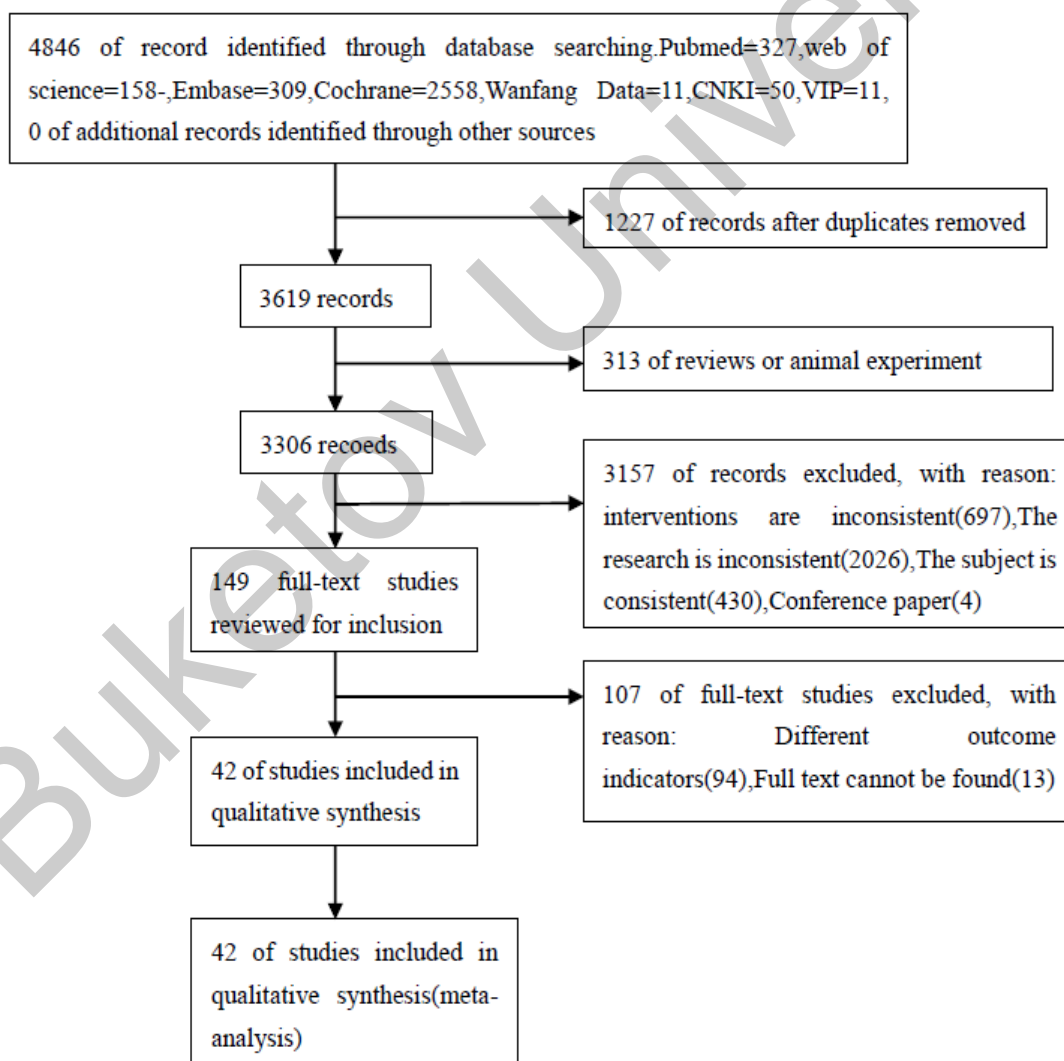 4846 of record identified through database searching.Pubmed=327,web of
science=158-,Embase=309,Cochrane=2558,Wanfang Data=11,CNKI=50,VIP=11,
0 of additional records identified through other sources
1227 of records after duplicates removed
3619 records
313 of reviews or animal experiment
3306 recoeds
3157 of records excluded, with reason:
interventions are inconsistent(697),The
research is inconsistent(2026),The subject is
consistent(430),Conference paper(4)
149 full-text studies
reviewed for inclusion
107 of full-text studies excluded, with
reason: Different outcome
indicators(94),Full text cannot be found(13)
42 of studies included in
qualitative synthesis
42 of studies included in
qualitative synthesis(meta-
analysis)
Buketov Unive